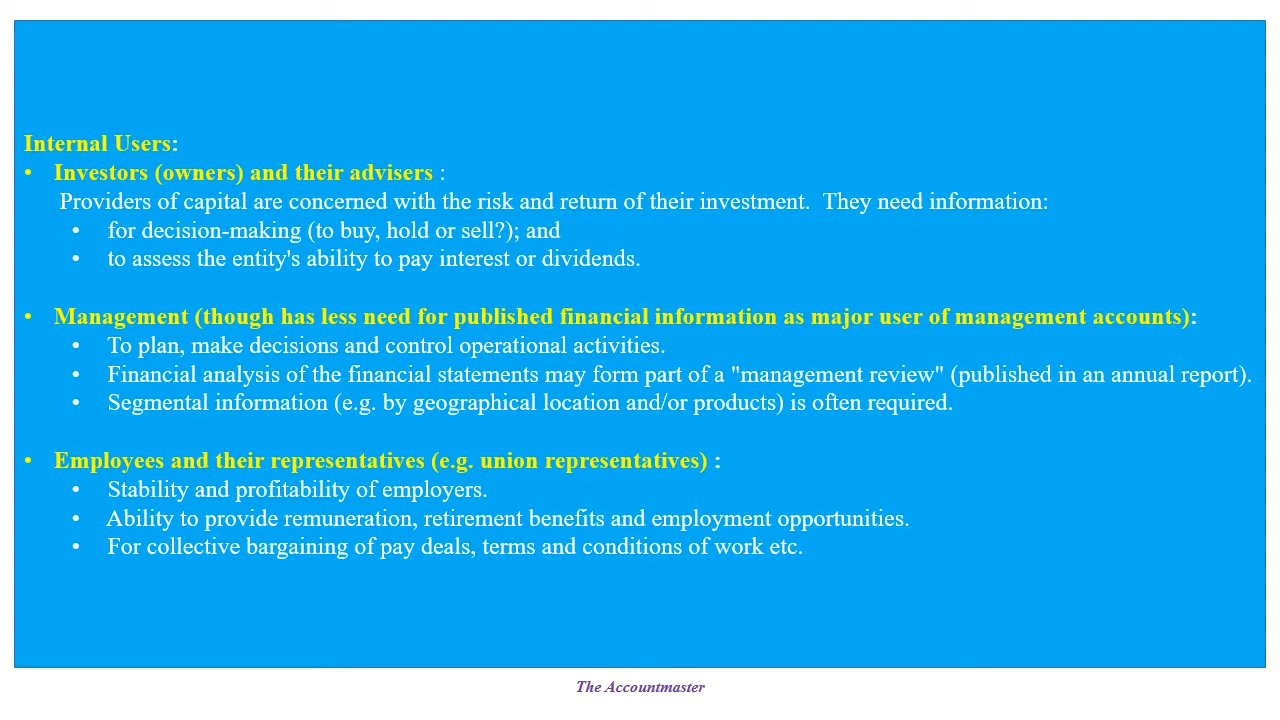 Internal Users:
• Investors (owners) and their advisers :
Providers of capital are concerned with the risk and return of their investment.  They need information:
• for decision-making (to buy, hold or sell?); and
• to assess the entity's ability to pay interest or dividends.
• Management (though has less need for published financial information as major user of management accounts):
• To plan, make decisions and control operational activities.
• Financial analysis of the financial statements may form part of a "management review" (published in an annual report).
• Segmental information (e.g. by geographical location and/or products) is often required.
• Employees and their representatives (e.g. union representatives) :
• Stability and profitability of employers.
• Ability to provide remuneration, retirement benefits and employment opportunities.
• For collective bargaining of pay deals, terms and conditions of work etc.
The Accountmaster